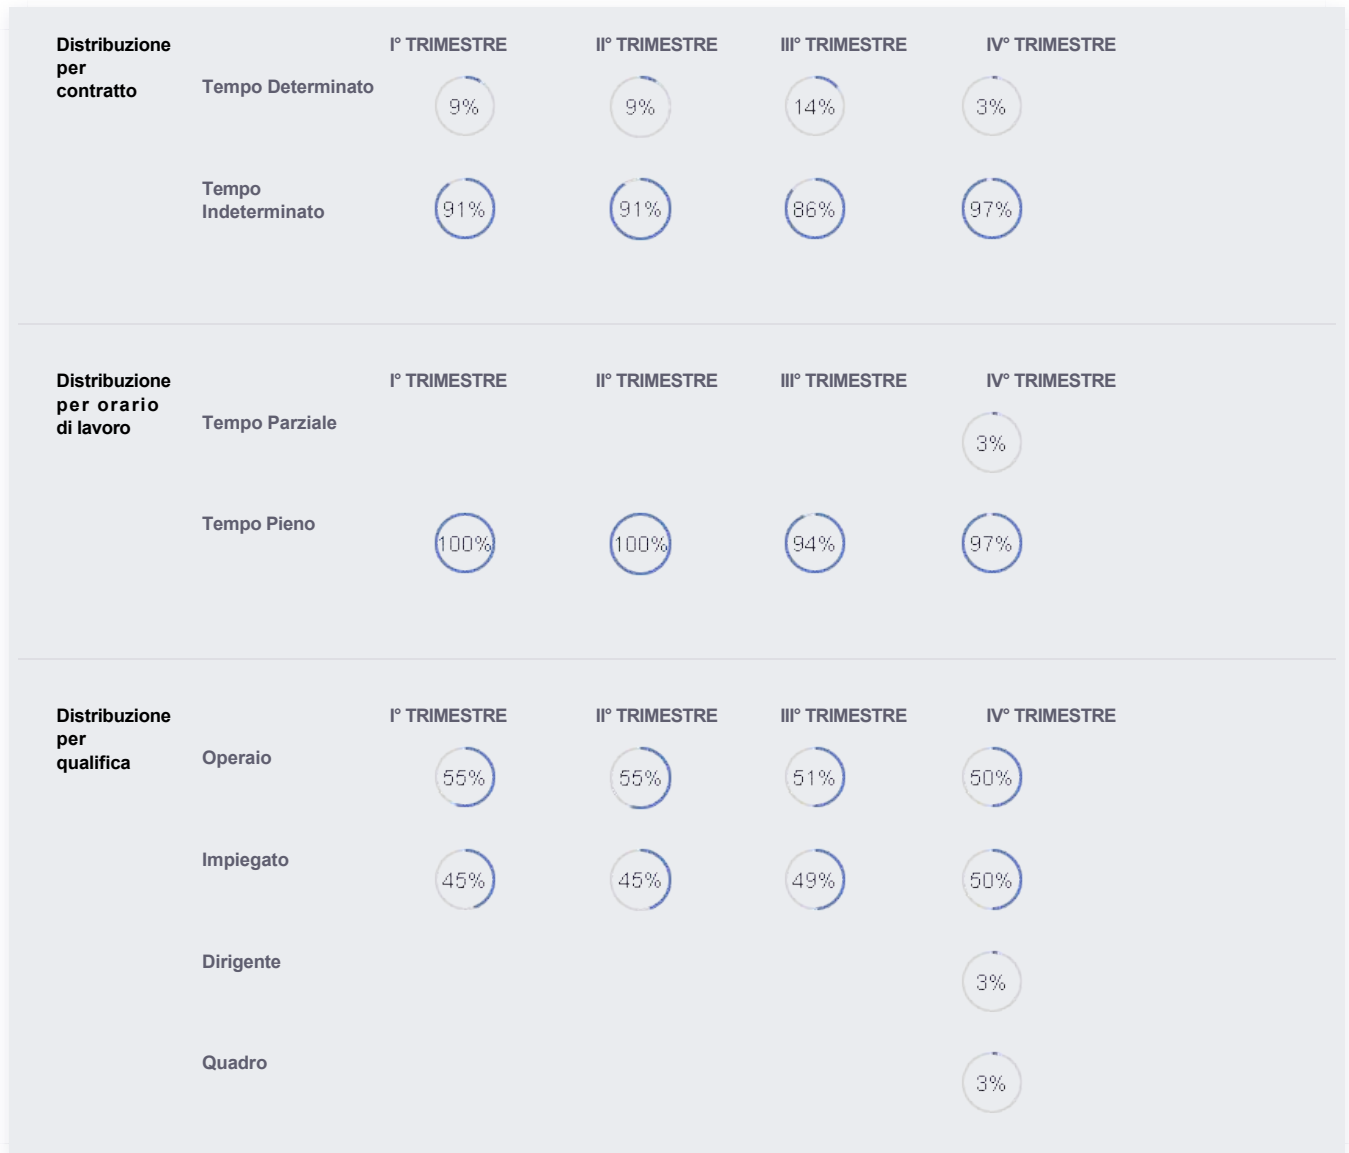 Distribuzione
per
contratto
I° TRIMESTRE II° TRIMESTRE III° TRIMESTRE IV° TRIMESTRE
Tempo Determinato 9% 9% 14% 3%
Tempo
Indeterminato 91% 91% 86% 97%
Distribuzione
per orario
di lavoro
I° TRIMESTRE II° TRIMESTRE III° TRIMESTRE IV° TRIMESTRE
Tempo Parziale 3%
Tempo Pieno 100% 100% 94% 97%
Distribuzione
per
qualifica
I° TRIMESTRE II° TRIMESTRE III° TRIMESTRE IV° TRIMESTRE
Operaio 55% 55% 51% 50%
Impiegato 45% 45% 49% 50%
Dirigente 3%
Quadro 3%